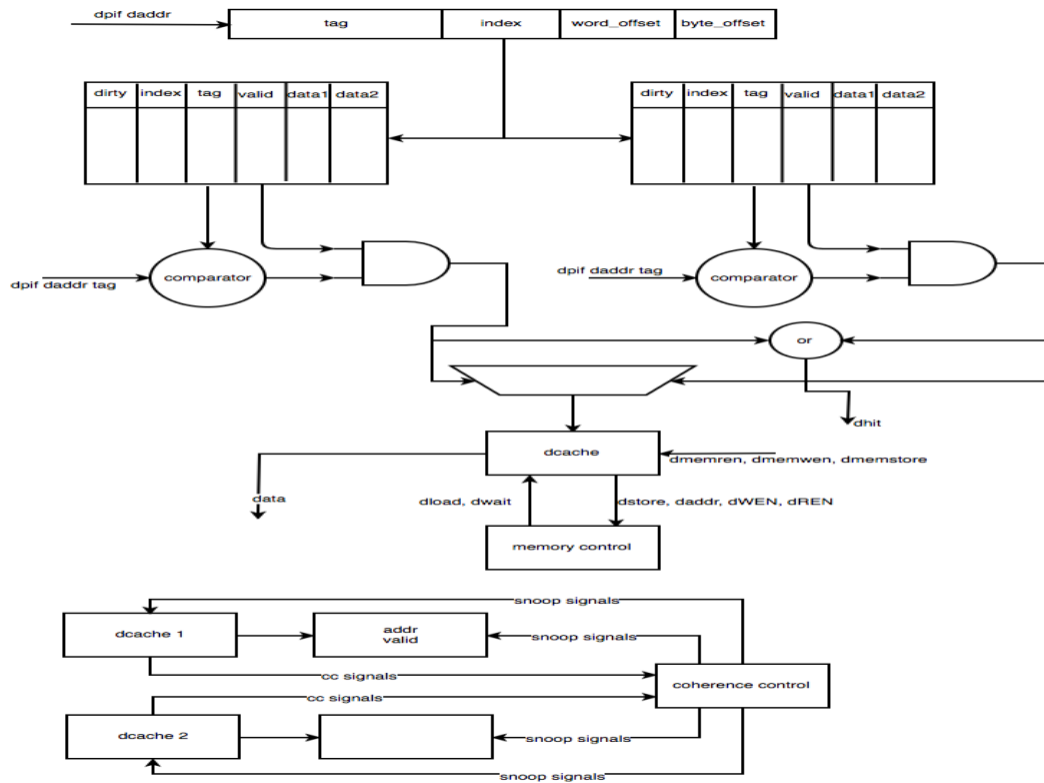 dpif daddr
tag index word_offset byte_offset
dirty index tag valid data1 data2
dirty index tag valid data1 data2
comparator
dpif daddr tag
comparator
dpif daddr tag
or
dhit
dcache
dmemren, dmemwen, dmemstore
data
dload, dwait
dstore, daddr, dWEN, dREN
memory control
snoop signals
dcache 1
addr
valid
snoop signals
cc signals
coherence control
cc signals
dcache 2
snoop signals
snoop signals